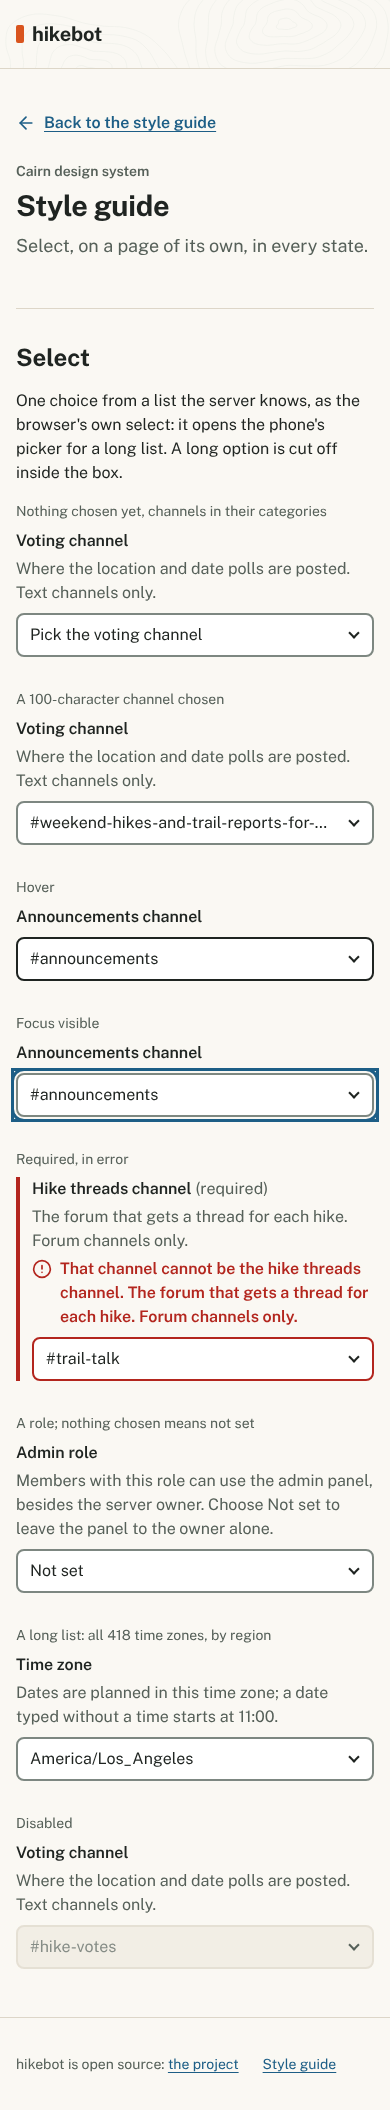 hikebot
Back to the style guide
Cairn design system
Style guide
Select, on a page of its own, in every state.
Select
One choice from a list the server knows, as the
browser's own select: it opens the phone's
picker for a long list. A long option is cut off
inside the box.
Nothing chosen yet, channels in their categories
Voting channel
Where the location and date polls are posted.
Text channels only.
Pick the voting channel
A 100-character channel chosen
Voting channel
Where the location and date polls are posted.
Text channels only.
#weekend-hikes-and-trail-reports-for-...
Hover
Announcements channel
#announcements
Focus visible
Announcements channel
#announcements
Required, in error
Hike threads channel (required)
The forum that gets a thread for each hike.
Forum channels only.
That channel cannot be the hike threads
channel. The forum that gets a thread for
each hike. Forum channels only.
#trail-talk
A role; nothing chosen means not set
Admin role
Members with this role can use the admin panel,
besides the server owner. Choose Not set to
leave the panel to the owner alone.
Not set
A long list: all 418 time zones, by region
Time zone
Dates are planned in this time zone; a date
typed without a time starts at 11:00.
America/Los_Angeles
Disabled
Voting channel
Where the location and date polls are posted.
Text channels only.
#hike-votes
hikebot is open source: the project Style guide